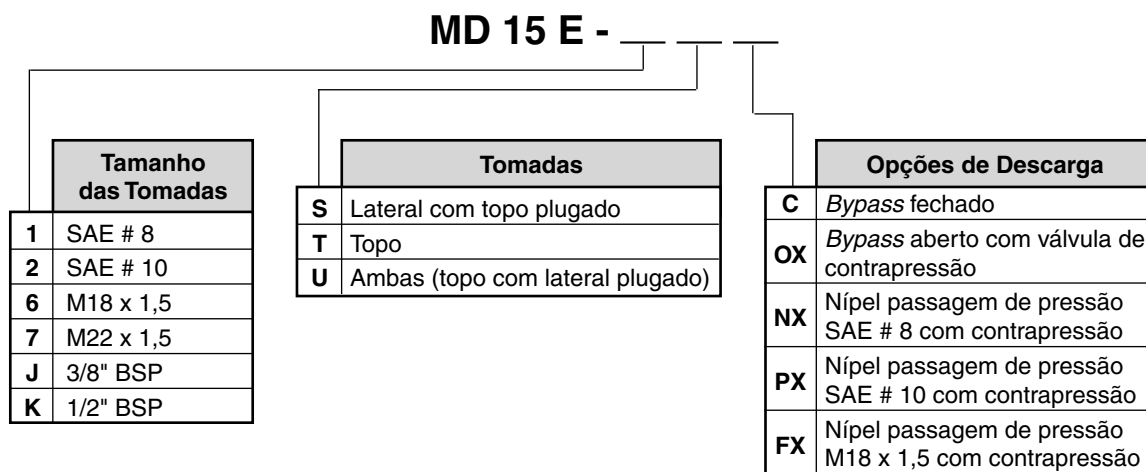 MD 15 E - __ __ __
Tamanho
das Tomadas
1 SAE # 8
2 SAE # 10
6 M18 x 1,5
7 M22 x 1,5
J 3/8" BSP
K 1/2" BSP
Tomadas
S Lateral com topo plugado
T Topo
U Ambas (topo com lateral plugado)
Opções de Descarga
C Bypass fechado
OX Bypass aberto com válvula de
contrapressão
NX Nípel passagem de pressão
SAE # 8 com contrapressão
PX Nípel passagem de pressão
SAE # 10 com contrapressão
FX Nípel passagem de pressão
M18 x 1,5 com contrapressão